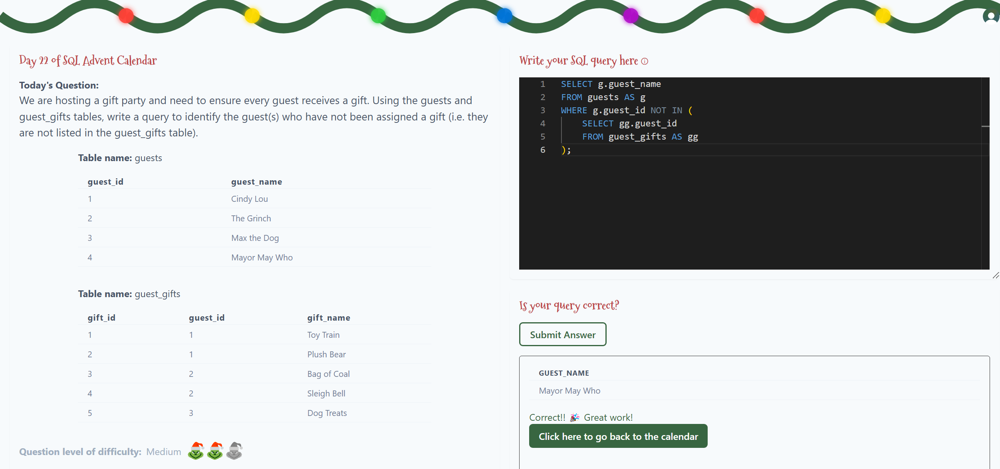 Day 22 of SQL Advent Calendar
Today's Question:
We are hosting a gift party and need to ensure every guest receives a gift. Using the guests and
guest_gifts tables, write a query to identify the guest(s) who have not been assigned a gift (i.e. they
are not listed in the guest_gifts table).
Table name: guests
guest_id guest_name
1 Cindy Lou
2 The Grinch
3 Max the Dog
4 Mayor May Who
Table name: guest_gifts
gift_id guest_id gift_name
1 1 Toy Train
2 1 Plush Bear
3 2 Bag of Coal
4 2 Sleigh Bell
5 3 Dog Treats
Question level of difficulty: Medium
Write your SQL query here
1 SELECT g.guest_name
2 FROM guests AS g
3 WHERE g.guest_id NOT IN (
4 SELECT gg.guest_id
5 FROM guest_gifts AS gg
6 );
Is your query correct?
Submit Answer
GUEST_NAME
Mayor May Who
Correct!! 🎉 Great work!
Click here to go back to the calendar